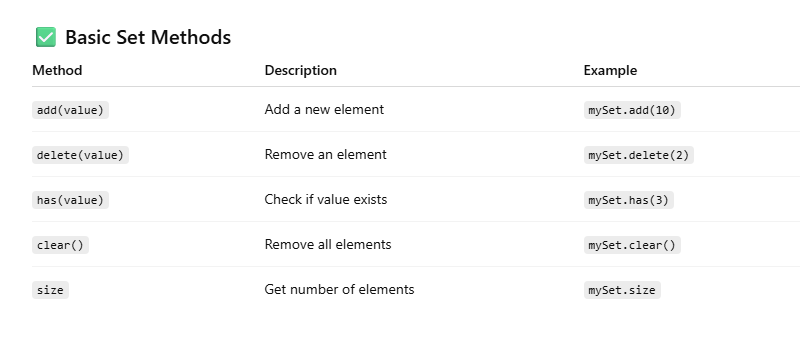 ✅ Basic Set Methods
Method Description Example
add(value) Add a new element mySet.add(10)
delete(value) Remove an element mySet.delete(2)
has(value) Check if value exists mySet.has(3)
clear() Remove all elements mySet.clear()
size Get number of elements mySet.size